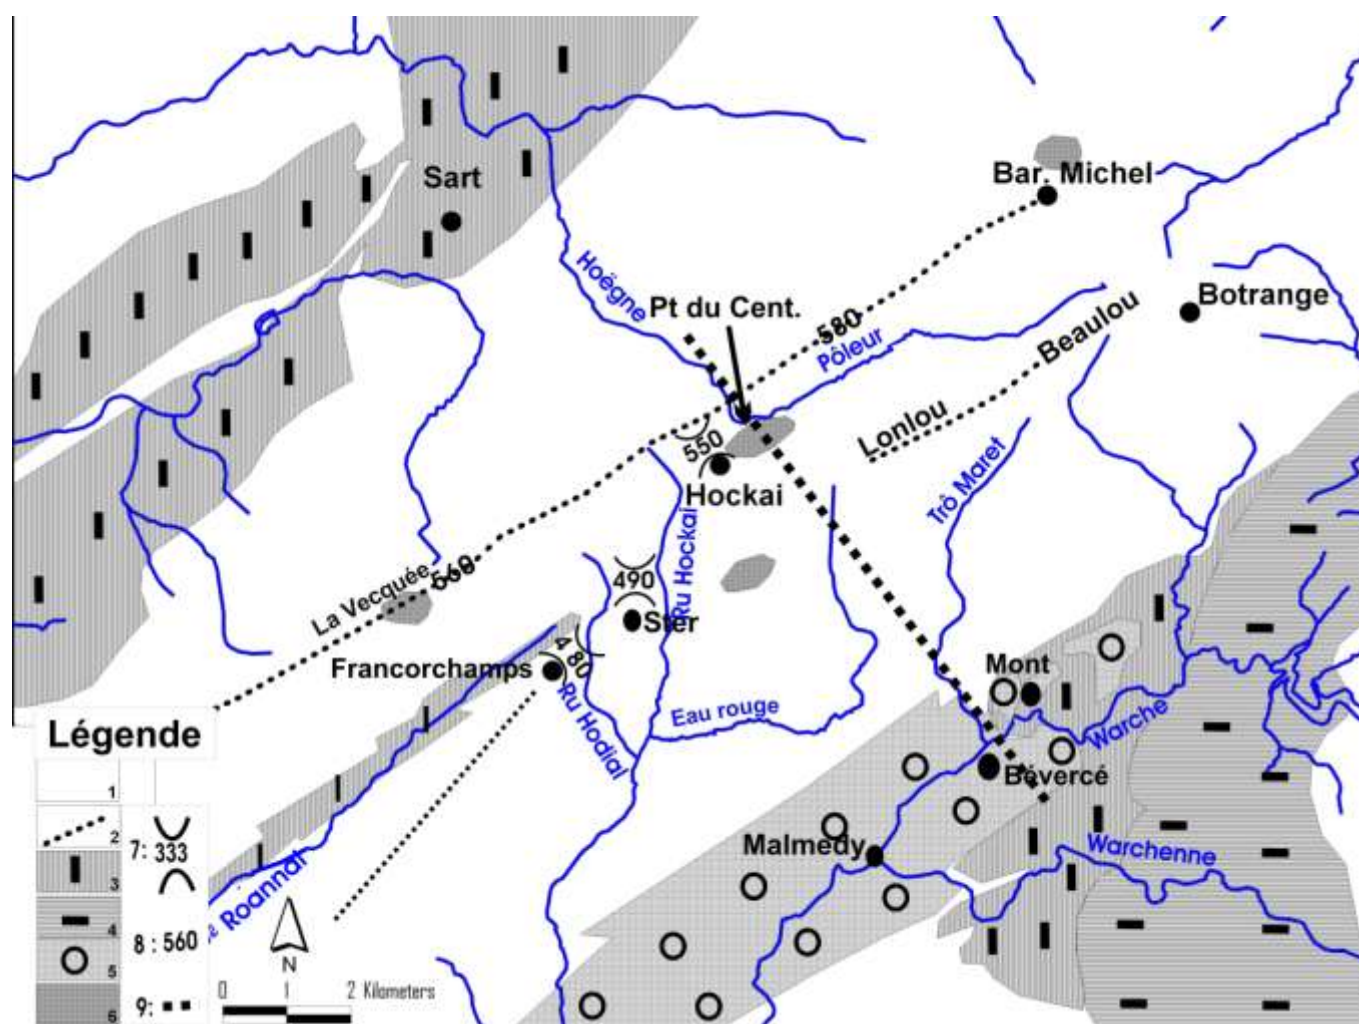 Sart
Bar. Michel
Hoëgne
Pt du Cent.
Botrange
580
Pôleur
Beaulou
Lonlou
550
Hockai
Trô Maret
La Vecquée
560
490
Ru Hockai
Ster
Francorchamps
480
Mont
Ru Hodial
Eau rouge
Warche
Légende
Bévercé
1
2
7: 333
3
Malmedy
Warchenne
4
8 : 560
5
Roannat
N
0 1 2 Kilometers
9:
6